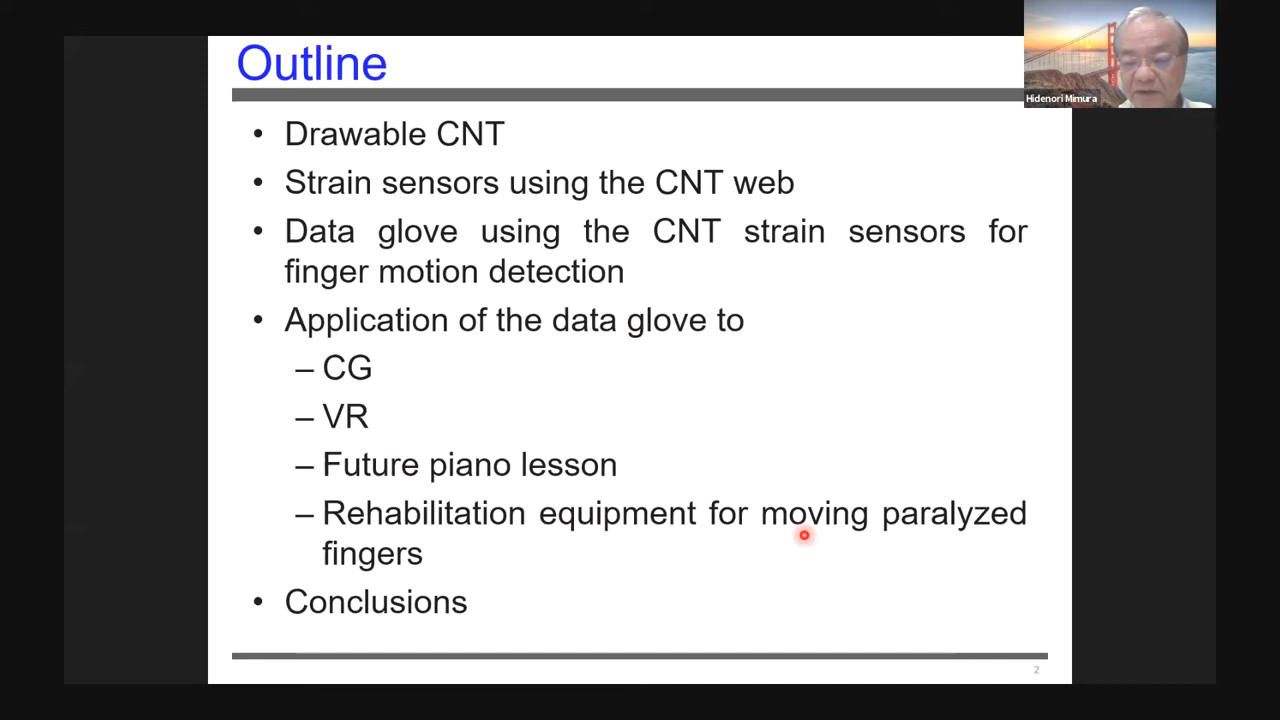 Outline
Hidenori Mimura
• Drawable CNT
• Strain sensors using the CNT web
• Data glove using the CNT strain sensors for
finger motion detection
• Application of the data glove to
– CG
– VR
– Future piano lesson
– Rehabilitation equipment for moving paralyzed
fingers
• Conclusions
2